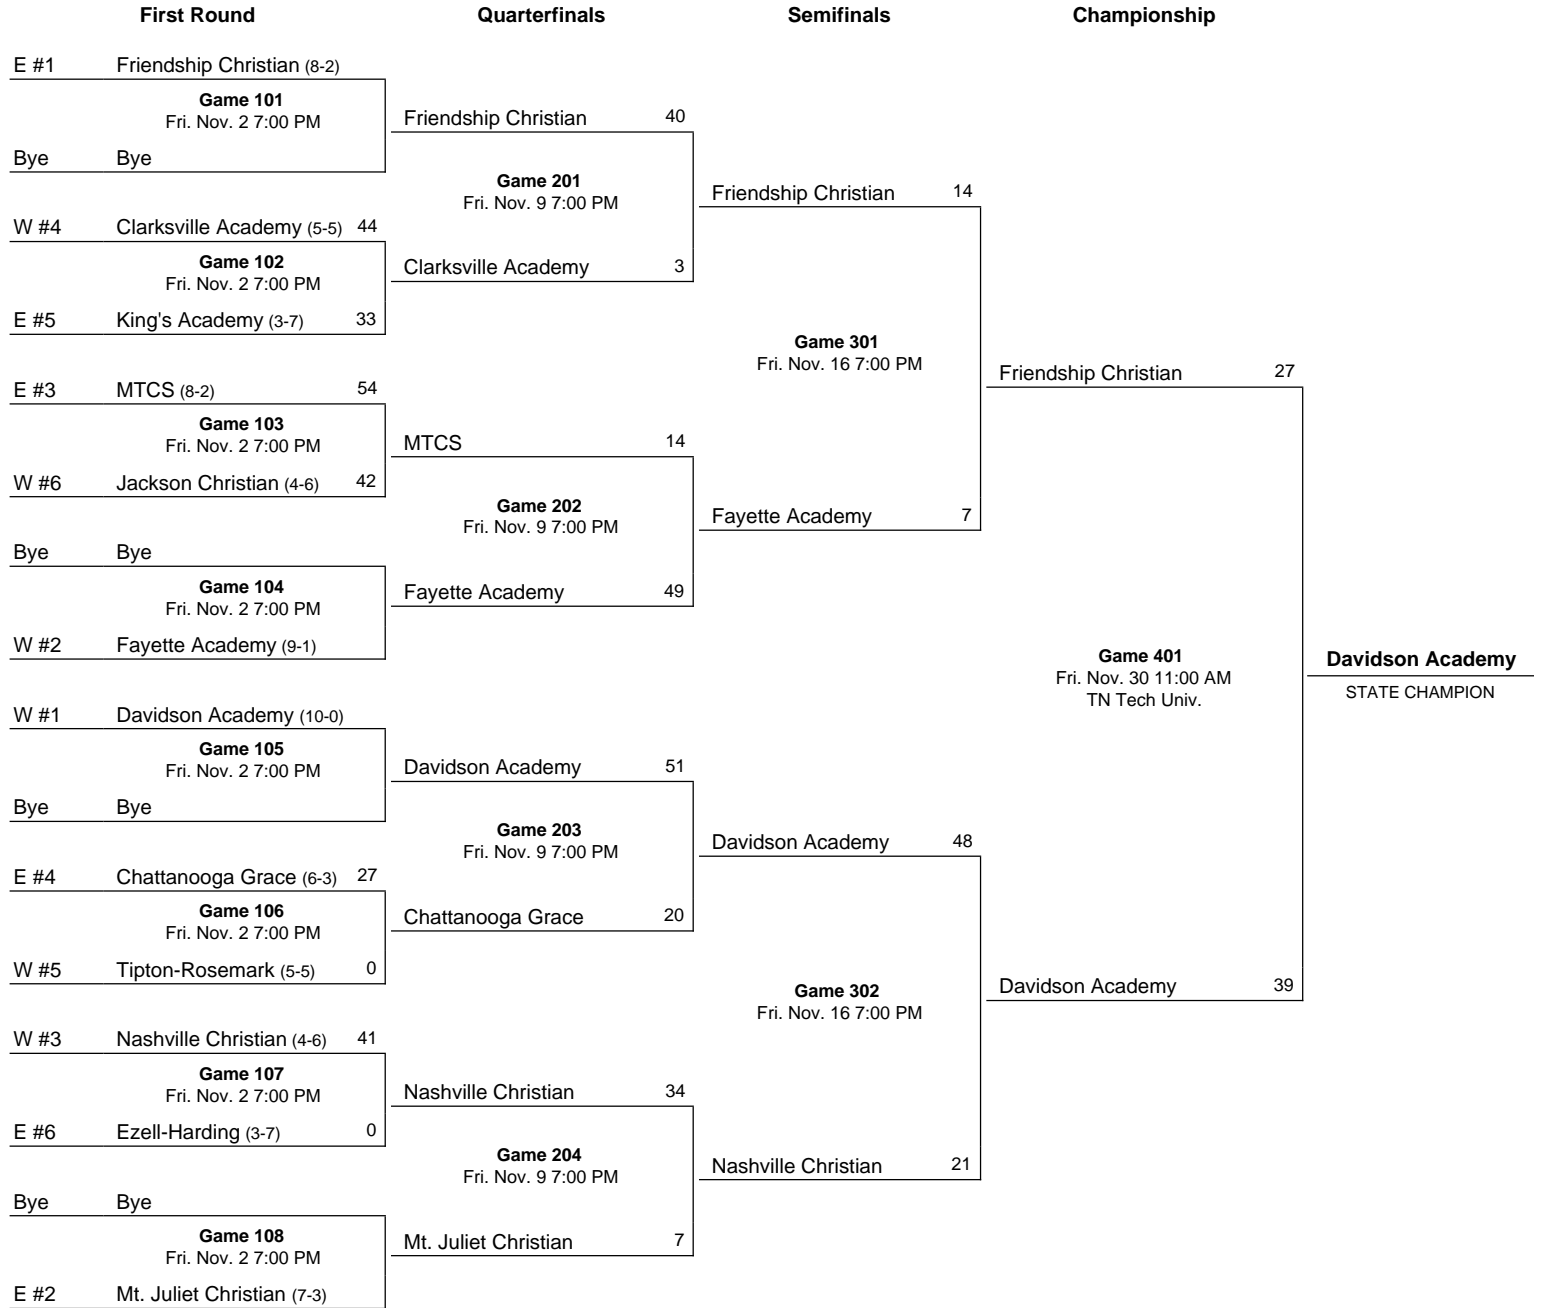 First Round Quarterfinals Semifinals Championship
E #1 Friendship Christian (8-2)
Game 101
Fri. Nov. 2 7:00 PM
Bye Bye
W #4 Clarksville Academy (5-5) 44
Game 102
Fri. Nov. 2 7:00 PM
E #5 King's Academy (3-7) 33
E #3 MTCS (8-2) 54
Game 103
Fri. Nov. 2 7:00 PM
W #6 Jackson Christian (4-6) 42
Bye Bye
Game 104
Fri. Nov. 2 7:00 PM
W #2 Fayette Academy (9-1)
W #1 Davidson Academy (10-0)
Game 105
Fri. Nov. 2 7:00 PM
Bye Bye
E #4 Chattanooga Grace (6-3) 27
Game 106
Fri. Nov. 2 7:00 PM
W #5 Tipton-Rosemark (5-5) 0
W #3 Nashville Christian (4-6) 41
Game 107
Fri. Nov. 2 7:00 PM
E #6 Ezell-Harding (3-7) 0
Bye Bye
Game 108
Fri. Nov. 2 7:00 PM
E #2 Mt. Juliet Christian (7-3)
Friendship Christian 40
Game 201
Fri. Nov. 9 7:00 PM
Clarksville Academy 3
MTCS 14
Game 202
Fri. Nov. 9 7:00 PM
Fayette Academy 49
Davidson Academy 51
Game 203
Fri. Nov. 9 7:00 PM
Chattanooga Grace 20
Nashville Christian 34
Game 204
Fri. Nov. 9 7:00 PM
Mt. Juliet Christian 7
Friendship Christian 14
Game 301
Fri. Nov. 16 7:00 PM
Fayette Academy 7
Davidson Academy 48
Game 302
Fri. Nov. 16 7:00 PM
Nashville Christian 21
Friendship Christian 27
Game 401
Fri. Nov. 30 11:00 AM
TN Tech Univ.
Davidson Academy 39
Davidson Academy
STATE CHAMPION